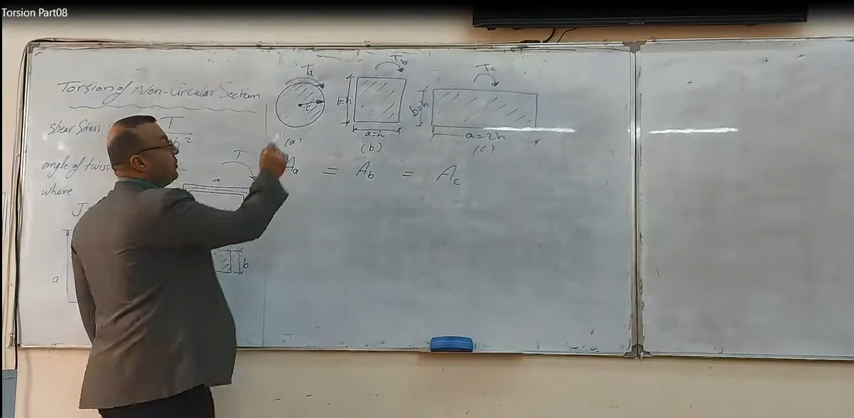 Torsion Part08
Torsion of Non-Circular Section
shear stress
T
angle of twist
where
J
T
a
a
b
Ta
c
(a)
Tb
b=h
a=h
(b)
Tc
a=2h
(c)
Aa = Ab = Ac